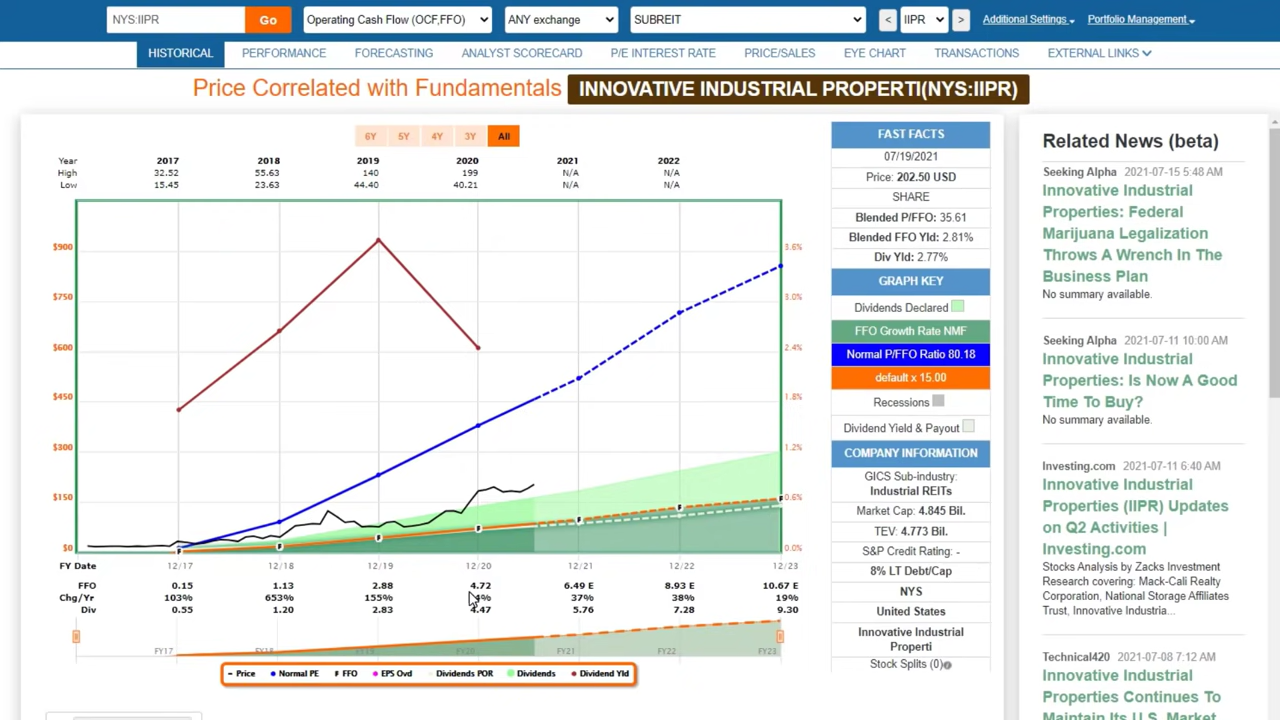 NYS:IIPR Go Operating Cash Flow (OCF,FFO) ANY exchange SUBREIT < IIPR > Additional Settings Portfolio Management
HISTORICAL PERFORMANCE FORECASTING ANALYST SCORECARD P/E INTEREST RATE PRICE/SALES EYE CHART TRANSACTIONS EXTERNAL LINKS
Price Correlated with Fundamentals INNOVATIVE INDUSTRIAL PROPERTI(NYS:IIPR)
6Y 5Y 4Y 3Y All
Year 2017 2018 2019 2020 2021 2022
High 32.52 55.63 140 199 N/A N/A
Low 15.45 23.63 44.40 40.21 N/A N/A
$900 3.6%
$750 3.0%
$600 2.4%
$450 1.8%
$300 1.2%
$150 0.6%
$0 0.0%
FY Date 12/17 12/18 12/19 12/20 12/21 12/22 12/23
FFO 0.15 1.13 2.88 4.72 6.49 E 8.93 E 10.67 E
Chg/Yr 103% 653% 155% 4% 37% 38% 19%
Div 0.55 1.20 2.83 4.47 5.76 7.28 9.30
FY17 FY18 FY19 FY20 FY21 FY22 FY23
Price Normal PE FFO EPS Ovd Dividends POR Dividends Dividend Yld
FAST FACTS
07/19/2021
Price: 202.50 USD
SHARE
Blended P/FFO: 35.61
Blended FFO Yld: 2.81%
Div Yld: 2.77%
GRAPH KEY
Dividends Declared
FFO Growth Rate NMF
Normal P/FFO Ratio 80.18
default x 15.00
Recessions
Dividend Yield & Payout
COMPANY INFORMATION
GICS Sub-industry:
Industrial REITs
Market Cap: 4.845 Bil.
TEV: 4.773 Bil.
S&P Credit Rating: -
8% LT Debt/Cap
NYS
United States
Innovative Industrial
Properti
Stock Splits (0)
Related News (beta)
Seeking Alpha 2021-07-15 5:48 AM
Innovative Industrial
Properties: Federal
Marijuana Legalization
Throws A Wrench In The
Business Plan
No summary available.
Seeking Alpha 2021-07-11 10:00 AM
Innovative Industrial
Properties: Is Now A Good
Time To Buy?
No summary available.
Investing.com 2021-07-11 6:40 AM
Innovative Industrial
Properties (IIPR) Updates
on Q2 Activities |
Investing.com
Stocks Analysis by Zacks Investment
Research covering: Mack-Cali Realty
Corporation, National Storage Affiliates
Trust, Innovative Industria...
Technical420 2021-07-08 7:12 AM
Innovative Industrial
Properties Continues To
Maintain Its U.S. Market